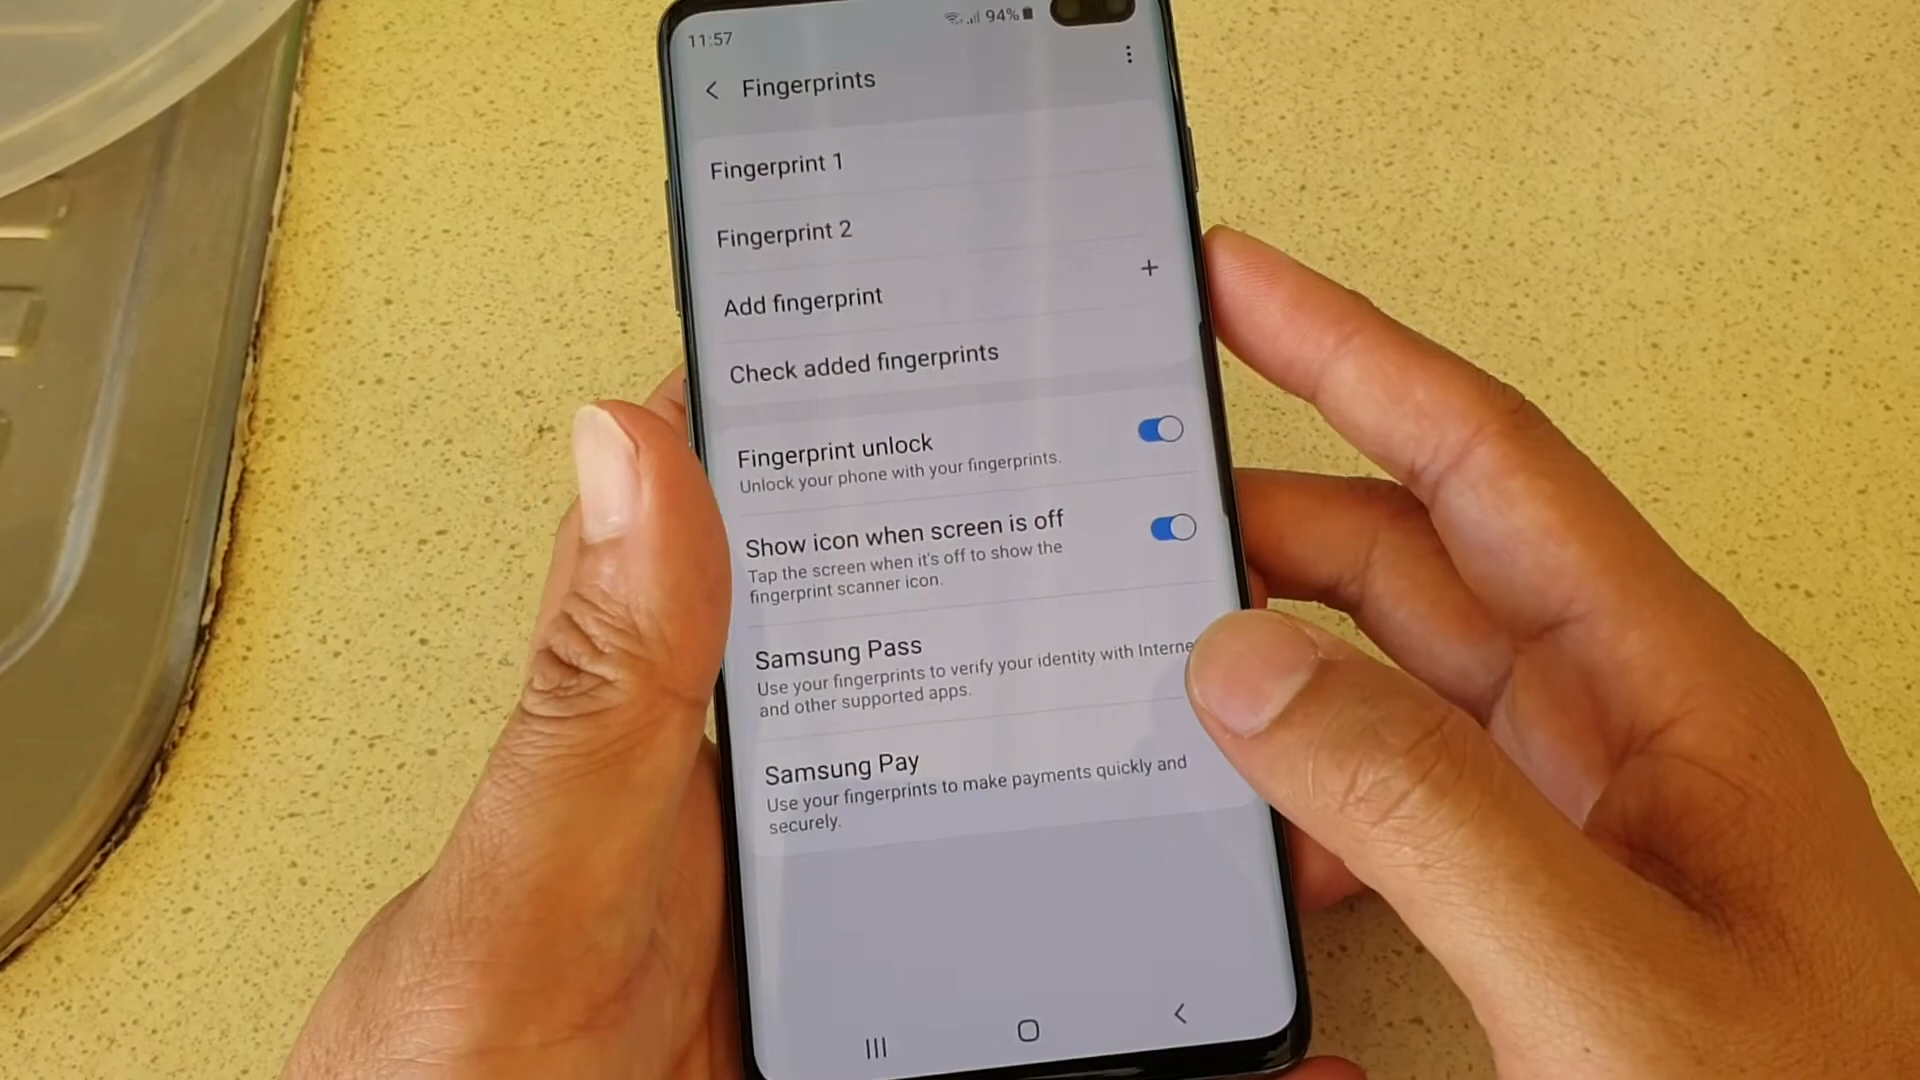 11:57
94%
Fingerprints
Fingerprint 1
Fingerprint 2
Add fingerprint
Check added fingerprints
Fingerprint unlock
Unlock your phone with your fingerprints.
Show icon when screen is off
Tap the screen when it's off to show the
fingerprint scanner icon.
Samsung Pass
Use your fingerprints to verify your identity with Interne
and other supported apps.
Samsung Pay
Use your fingerprints to make payments quickly and
securely.